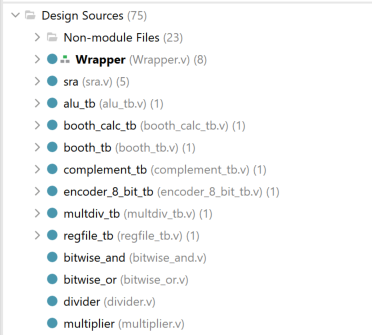 Design Sources (75)
Non-module Files (23)
Wrapper (Wrapper.v) (8)
sra (sra.v) (5)
alu_tb (alu_tb.v) (1)
booth_calc_tb (booth_calc_tb.v) (1)
booth_tb (booth_tb.v) (1)
complement_tb (complement_tb.v) (1)
encoder_8_bit_tb (encoder_8_bit_tb.v) (1)
multdiv_tb (multdiv_tb.v) (1)
regfile_tb (regfile_tb.v) (1)
bitwise_and (bitwise_and.v)
bitwise_or (bitwise_or.v)
divider (divider.v)
multiplier (multiplier.v)